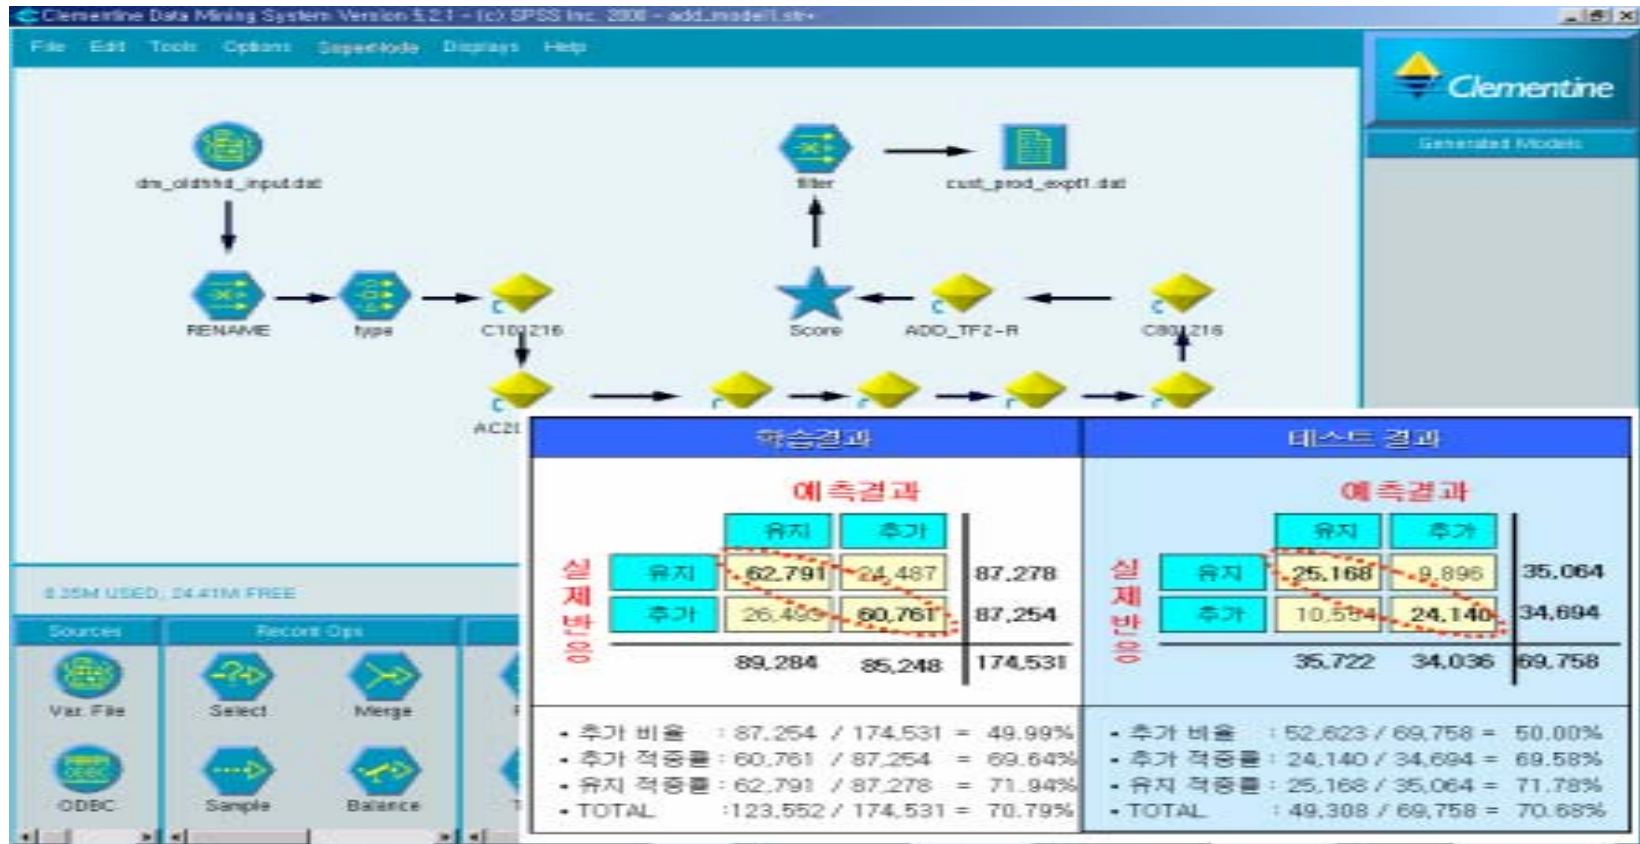 Clementine Data Mining System Version 5.2.1 - (c) SPSS Inc. 2000 - add_model1.str*
File Edit Tools Options SuperNode Displays Help
Clementine
Generated Models
dm_oldhhd_input.dat
filter
cust_prod_expt1.dat
RENAME
type
C101216
Score
ADD_TF2-R
C801216
8.35M USED, 24.41M FREE
Sources
Record Ops
Var. File
Select
Merge
ODBC
Sample
Balance
학습결과
예측결과
유지 추가
실제반응
유지 62,791 24,487 87,278
추가 60,761 87,254
89,284 85,248 174,531
• 추가 비율 : 87,254 / 174,531 = 49.99%
• 추가 적중률 : 60,761 / 87,254 = 69.64%
• 유지 적중률 : 62,791 / 87,278 = 71.94%
• TOTAL :123,552 / 174,531 = 70.79%
테스트 결과
예측결과
유지 추가
실제반응
유지 25,168 9,896 35,064
추가 24,140 34,694
35,722 34,036 69,758
• 추가 비율 : 52,623 / 69,758 = 50.00%
• 추가 적중률 : 24,140 / 34,694 = 69.58%
• 유지 적중률 : 25,168 / 35,064 = 71.78%
• TOTAL : 49,308 / 69,758 = 70.68%